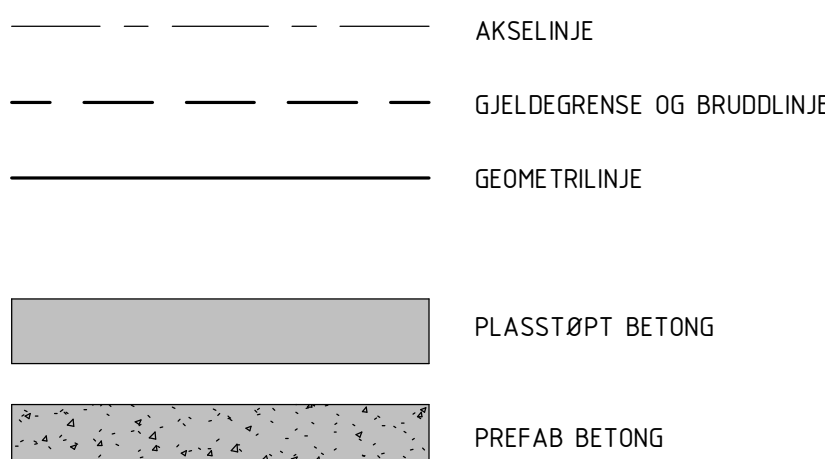 AKSELINJE
GJELDEGRENSE OG BRUDDLINJE
GEOMETRILINJE
PLASSTØPT BETONG
PREFAB BETONG